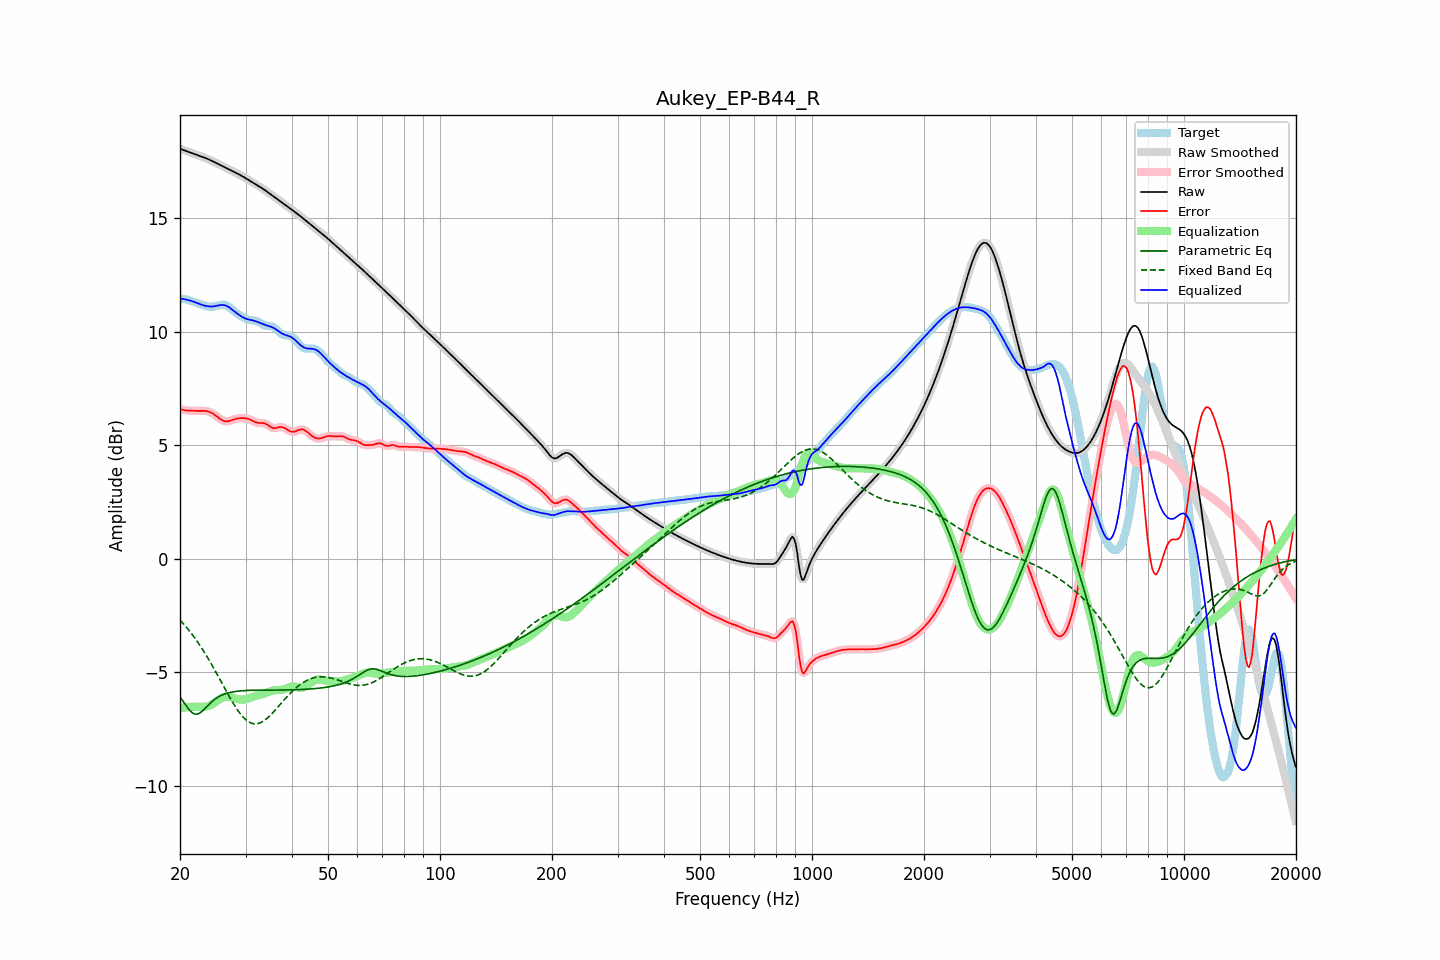 Aukey_EP-B44_R
Target
Raw Smoothed
Error Smoothed
Raw
Error
Equalization
Parametric Eq
Fixed Band Eq
Equalized
Amplitude (dBr)
15
10
5
0
−5
−10
20 50 100 200 500 1000 2000 5000 10000 20000
Frequency (Hz)